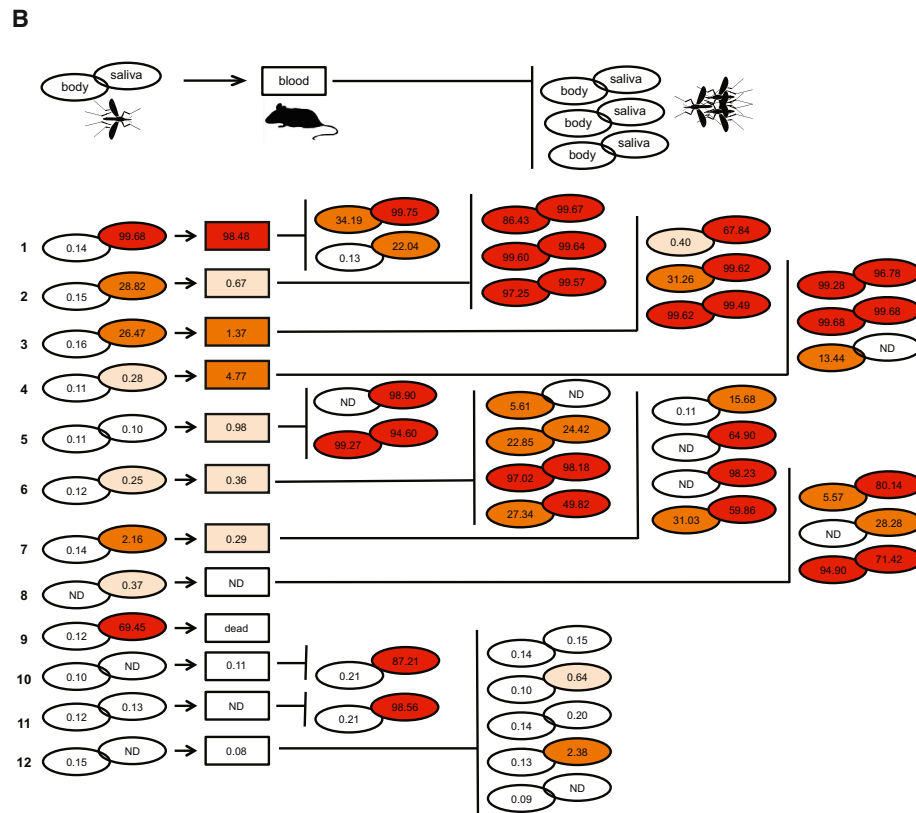 B
body saliva
blood
body saliva
body saliva
body saliva
1 0.14 99.68 98.48 34.19 99.75 0.13 22.04
2 0.15 28.82 0.67 86.43 99.67 99.60 99.64 97.25 99.57
3 0.16 26.47 1.37 0.40 67.84 31.26 99.62 99.62 99.49
4 0.11 0.28 4.77 99.28 96.78 99.68 99.68 13.44 ND
5 0.11 0.10 0.98 ND 98.90 99.27 94.60
6 0.12 0.25 0.36 5.61 ND 22.85 24.42 97.02 98.18 27.34 49.82
7 0.14 2.16 0.29 0.11 15.68 ND 64.90 ND 98.23 31.03 59.86
8 ND 0.37 ND 5.57 80.14 ND 28.28 94.90 71.42
9 0.12 69.45 dead
10 0.10 ND 0.11 0.21 87.21
11 0.12 0.13 ND 0.21 98.56
12 0.15 ND 0.08 0.14 0.15 0.10 0.64 0.14 0.20 0.13 2.38 0.09 ND